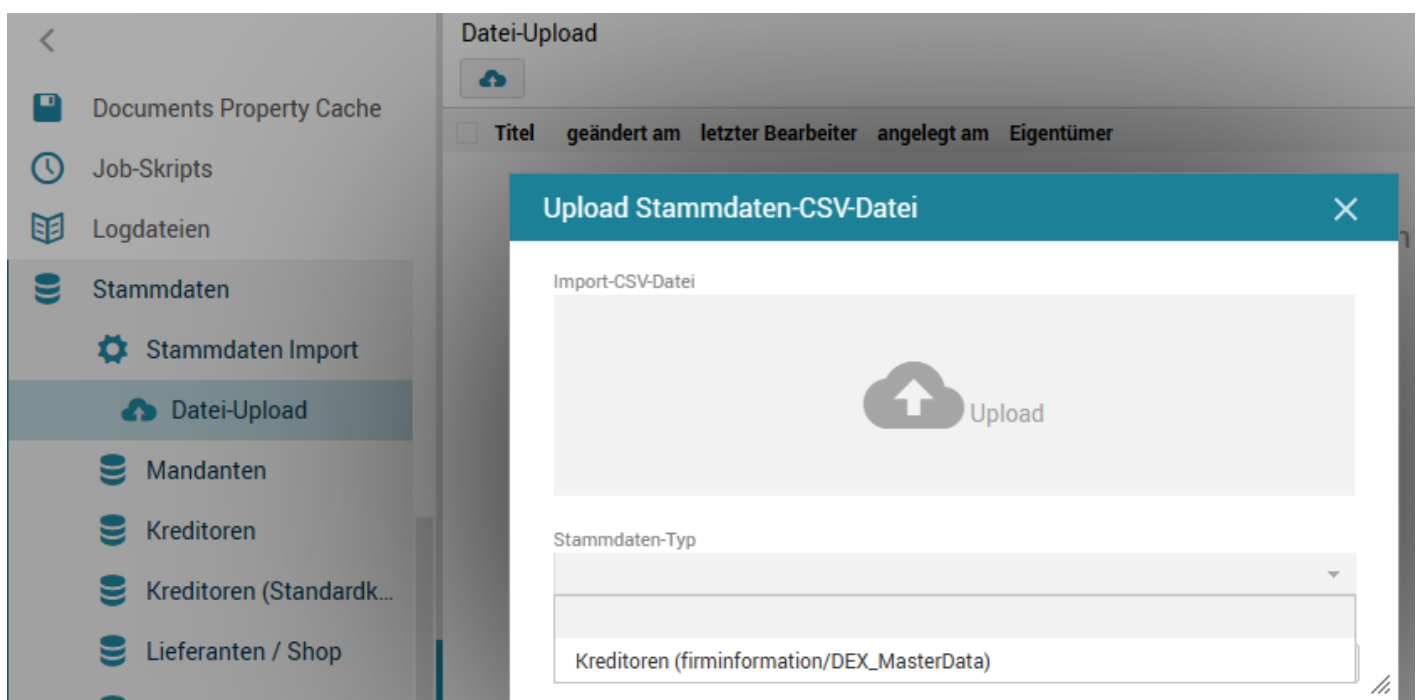 Datei-Upload
Documents Property Cache
Titel geändert am letzter Bearbeiter angelegt am Eigentümer
Job-Skripts
Logdateien
Upload Stammdaten-CSV-Datei
Stammdaten
Import-CSV-Datei
Stammdaten Import
Datei-Upload
Upload
Mandanten
Kreditoren
Stammdaten-Typ
Kreditoren (Standardk...
Lieferanten / Shop
Kreditoren (firminformation/DEX_MasterData)